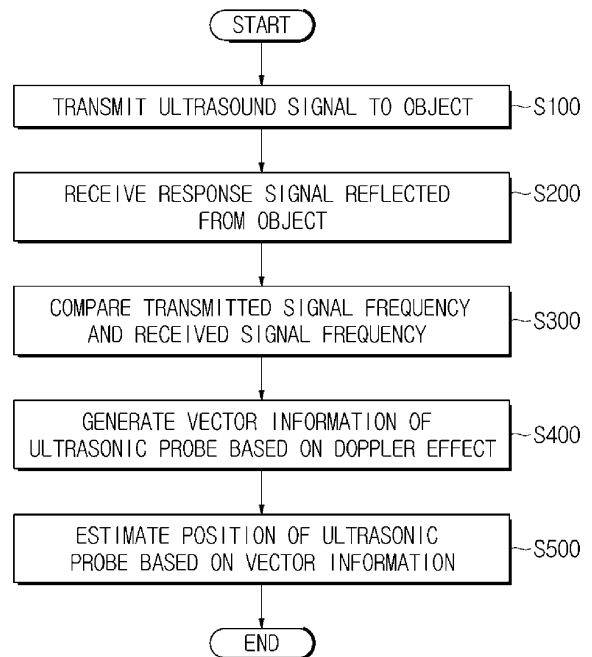 START
TRANSMIT ULTRASOUND SIGNAL TO OBJECT
S100
RECEIVE RESPONSE SIGNAL REFLECTED
FROM OBJECT
S200
COMPARE TRANSMITTED SIGNAL FREQUENCY
AND RECEIVED SIGNAL FREQUENCY
S300
GENERATE VECTOR INFORMATION OF
ULTRASONIC PROBE BASED ON DOPPLER EFFECT
S400
ESTIMATE POSITION OF ULTRASONIC
PROBE BASED ON VECTOR INFORMATION
S500
END